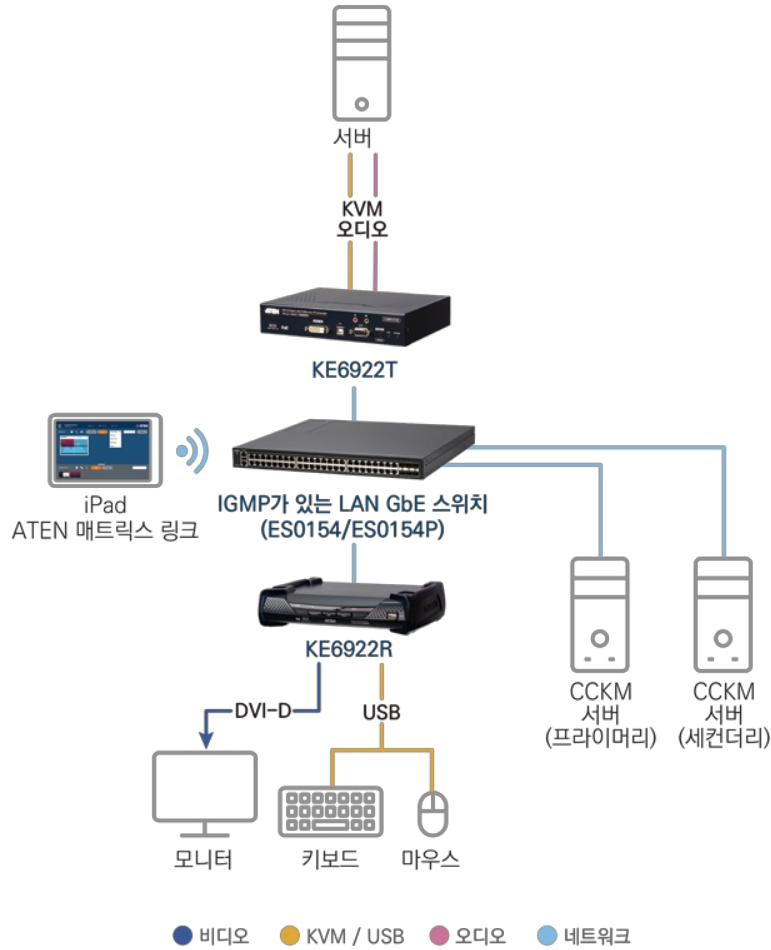 서버
KVM
오디오
KE6922T
iPad
ATEN 매트릭스 링크
IGMP가 있는 LAN GbE 스위치
(ES0154/ES0154P)
KE6922R
DVI-D
USB
CCKM
서버
(프라이머리)
CCKM
서버
(세컨더리)
모니터
키보드
마우스
비디오
KVM / USB
오디오
네트워크